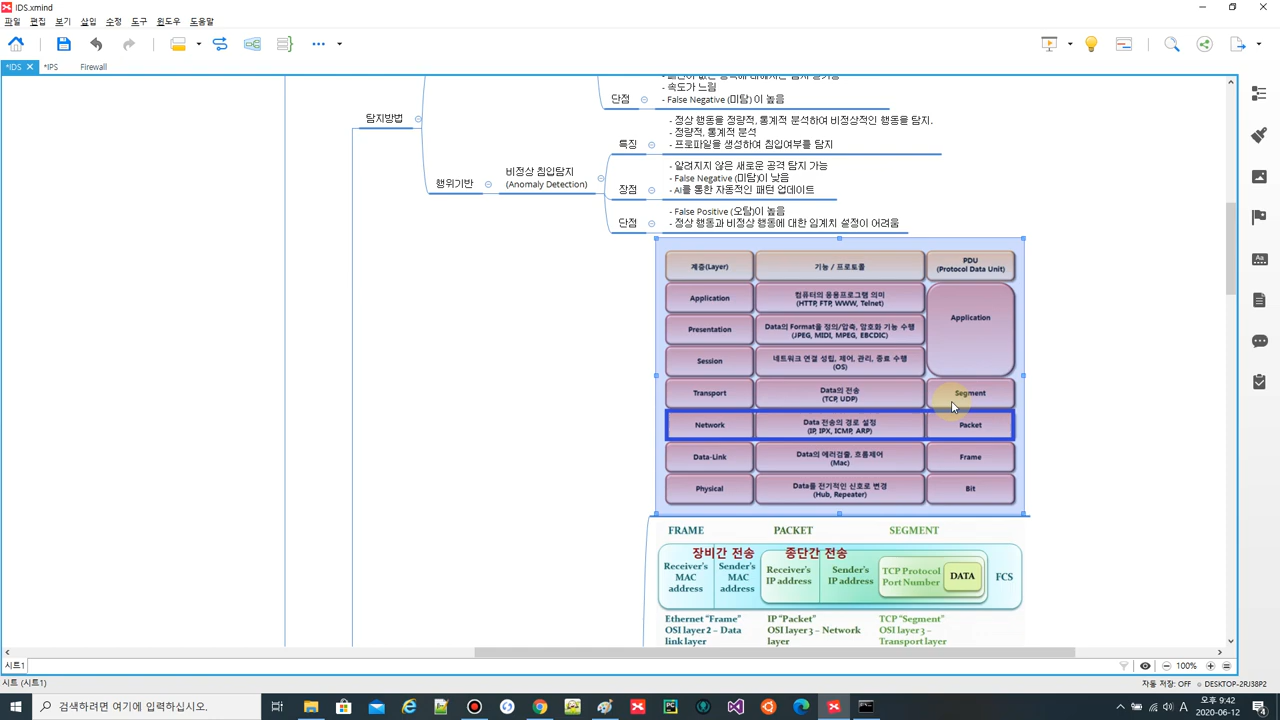 IDS.xmind
파일 편집 보기 삽입 수정 도구 윈도우 도움말
*IDS *IPS Firewall
- 속도가 느림
단점 - False Negative (미탐) 이 높음
탐지방법
- 정상 행동을 정량적, 통계적 분석하여 비정상적인 행동을 탐지.
- 정량적, 통계적 분석
특징 - 프로파일을 생성하여 침입여부를 탐지
행위기반
비정상 침입탐지
(Anomaly Detection)
- 알려지지 않은 새로운 공격 탐지 가능
- False Negative (미탐)이 낮음
장점 - AI를 통한 자동적인 패턴 업데이트
- False Positive (오탐)이 높음
단점 - 정상 행동과 비정상 행동에 대한 임계치 설정이 어려움
계층(Layer) 기능 / 프로토콜 PDU
(Protocol Data Unit)
Application 컴퓨터의 응용프로그램 의미
(HTTP, FTP, WWW, Telnet)
Application
Presentation Data의 Format을 정의/압축, 암호화 기능 수행
(JPEG, MIDI, MPEG, EBCDIC)
Session 네트워크 연결 성립, 제어, 관리, 종료 수행
(OS)
Transport Data의 전송
(TCP, UDP)
Segment
Network Data 전송의 경로 설정
(IP, IPX, ICMP, ARP)
Packet
Data-Link Data의 에러검출, 흐름제어
(Mac)
Frame
Physical Data를 전기적인 신호로 변경
(Hub, Repeater)
Bit
FRAME PACKET SEGMENT
장비간 전송 종단간 전송
Receiver's
MAC
address
Sender's
MAC
address
Receiver's
IP address
Sender's
IP address
TCP Protocol
Port Number
DATA
FCS
Ethernet "Frame"
OSI layer 2 – Data
link layer
IP "Packet"
OSI layer 3 – Network
layer
TCP "Segment"
OSI layer 3 –
Transport layer
시트1
100%
시트 (시트1)
자동 저장: OFF DESKTOP-2RJ38P2
검색하려면 여기에 입력하십시오.
오후 9:42
2020-06-12
4